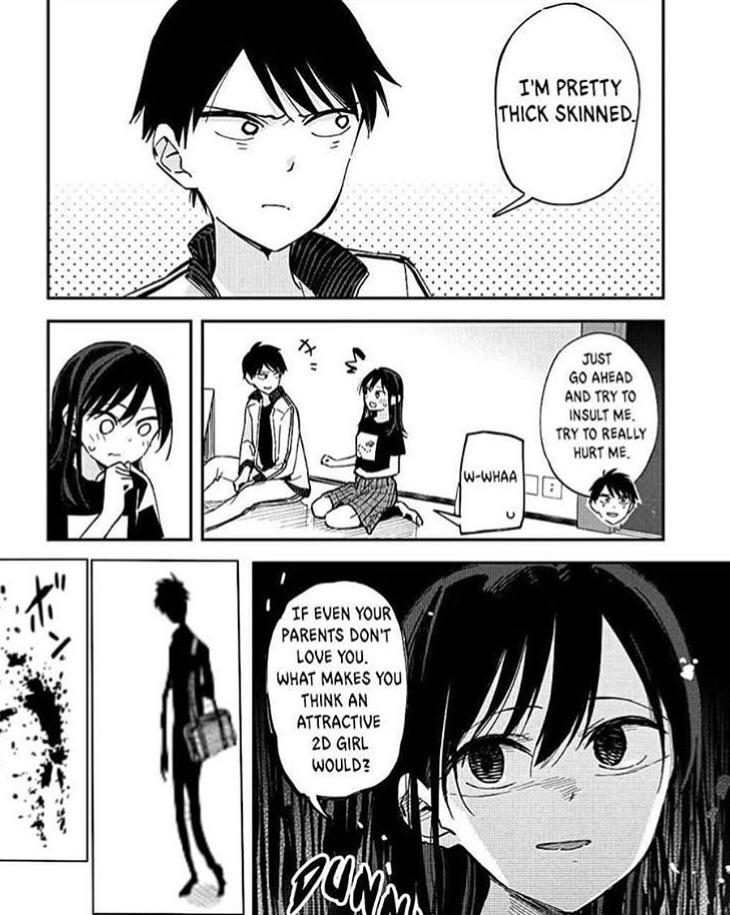 I'M PRETTY
THICK SKINNED.
JUST
GO AHEAD
AND TRY TO
INSULT ME.
TRY TO REALLY
HURT ME.
W-WHAA
IF EVEN YOUR
PARENTS DON'T
LOVE YOU.
WHAT MAKES YOU
THINK AN
ATTRACTIVE
2D GIRL
WOULD?
DUNN